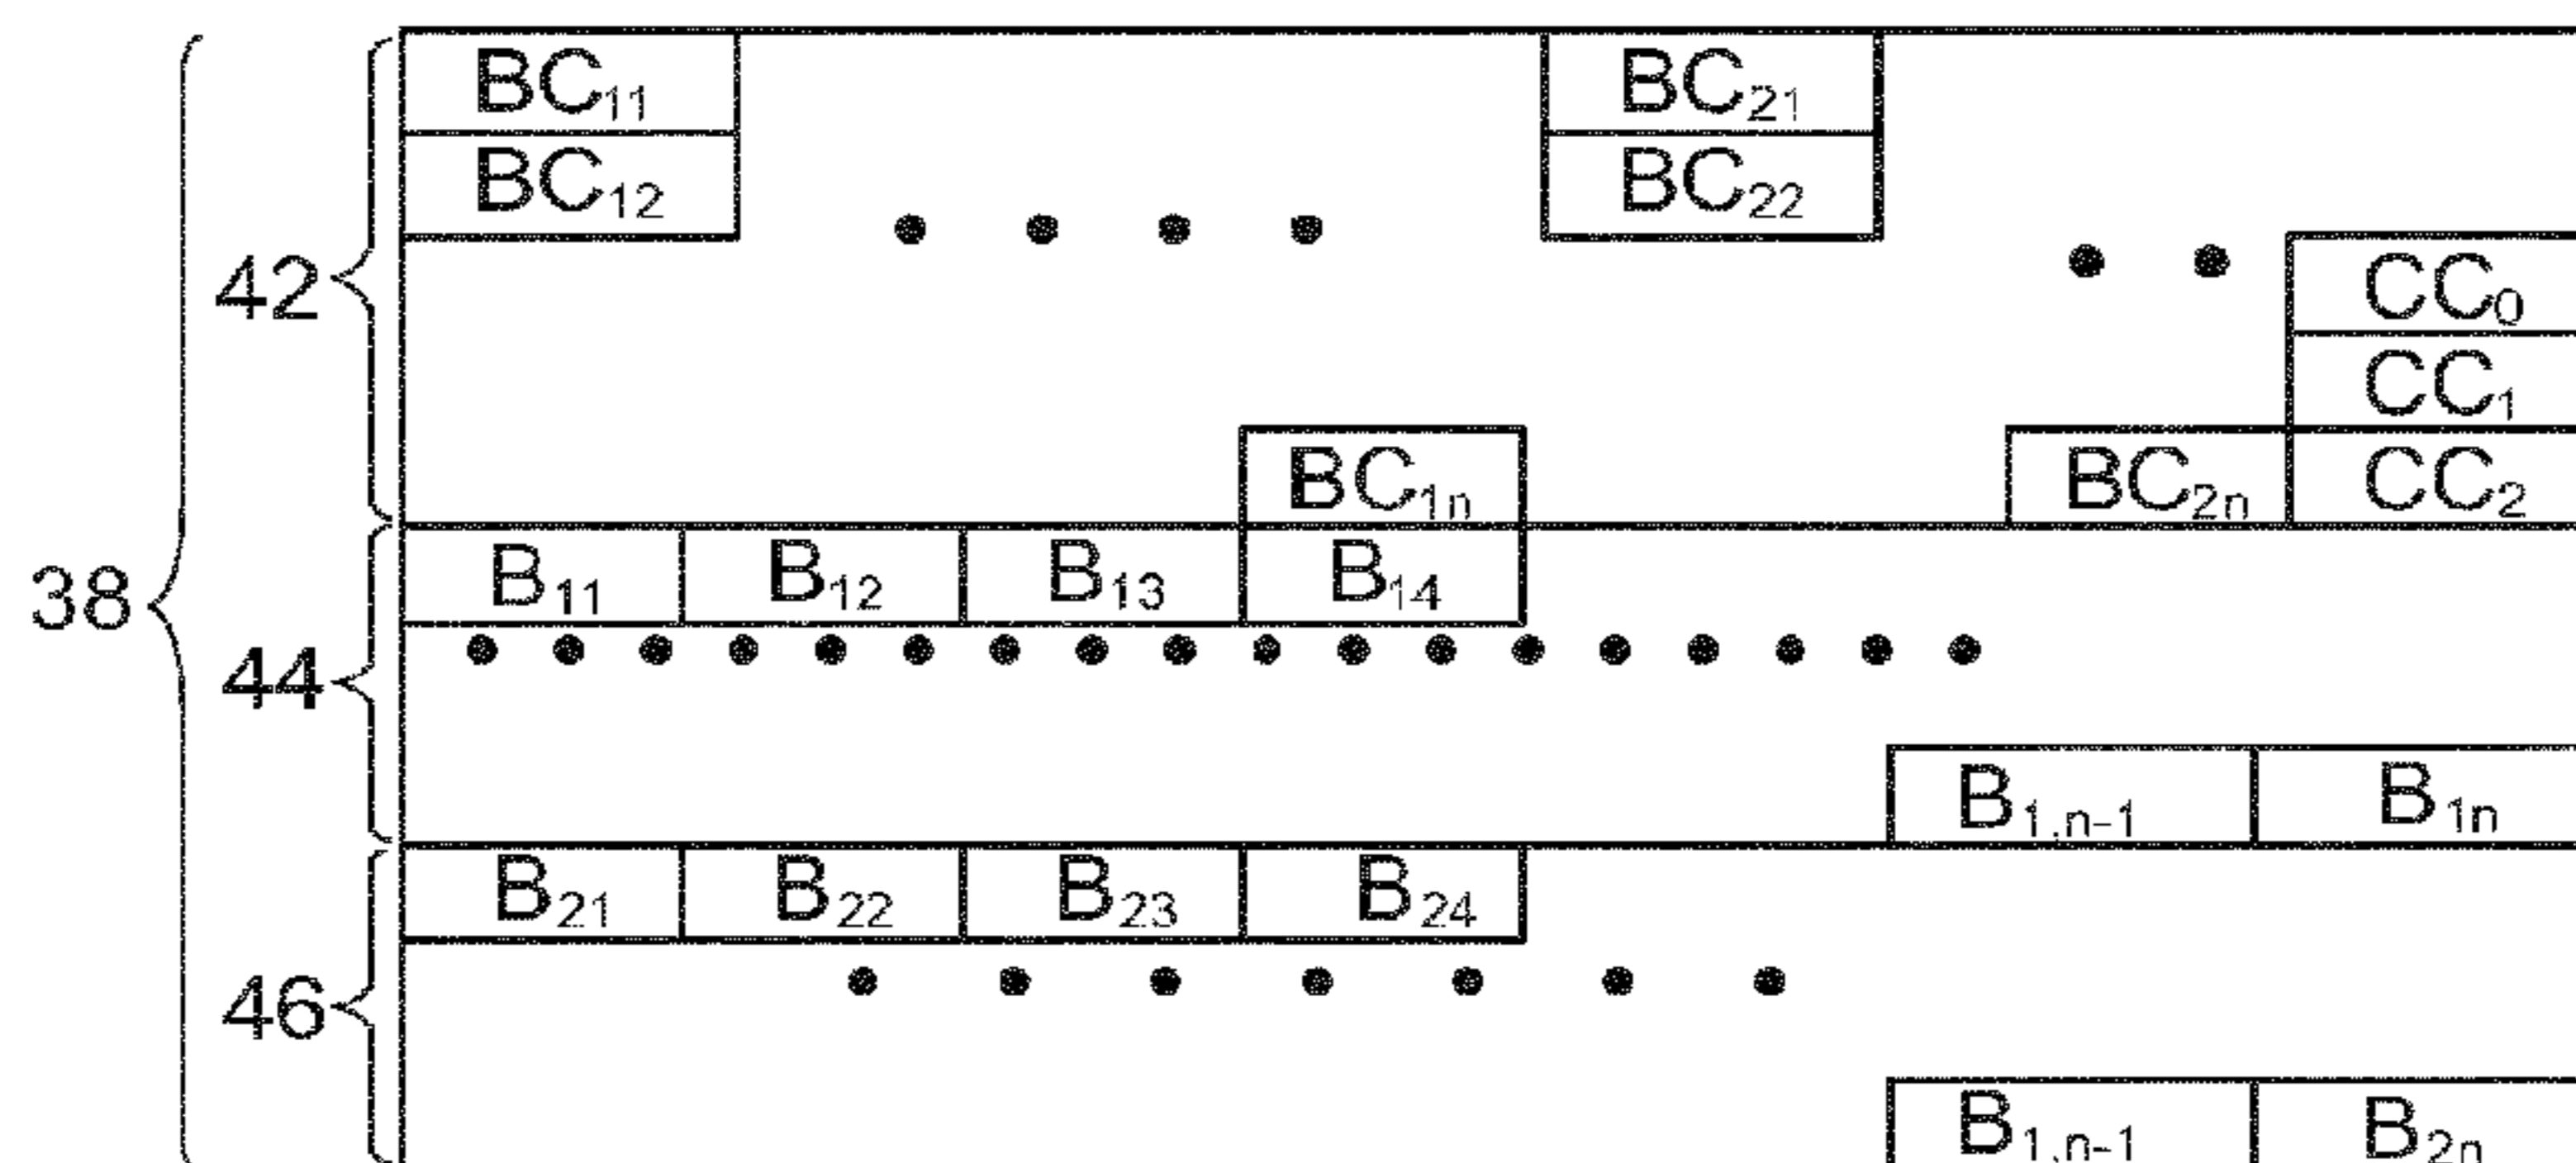 BC₁₁ BC₂₁
BC₁₂ BC₂₂
42 CC₀
CC₁
BC₁ₙ BC₂ₙ CC₂
38 B₁₁ B₁₂ B₁₃ B₁₄
44
B₁,ₙ₋₁ B₁ₙ
B₂₁ B₂₂ B₂₃ B₂₄
46
B₁,ₙ₋₁ B₂ₙ